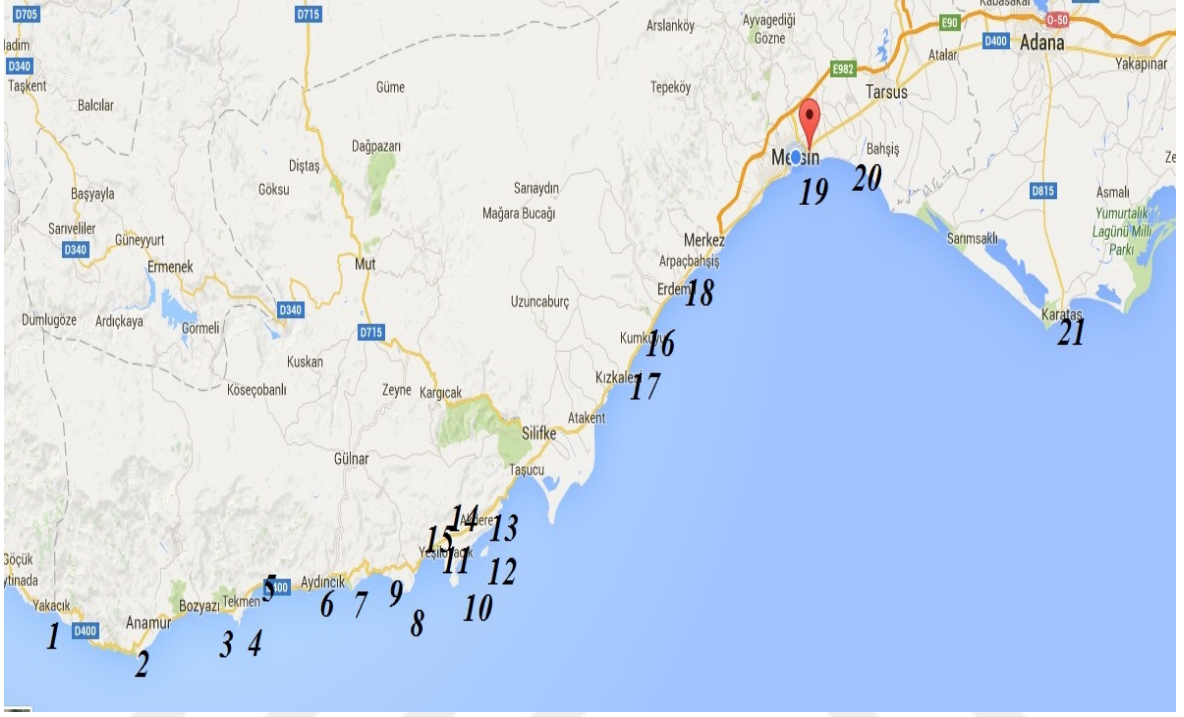 D705
D715
Arslanköy
Ayvagediği
Gözne
Kabasakal
E90
O-50
D400
Adana
Atalar
Yakapınar
D340
Taşkent
Balcılar
Güme
Tepeköy
E982
Tarsus
Dağpazarı
Mersin
Bahşiş
19
20
Diştaş
Göksu
Sarıaydın
Mağara Bucağı
D815
Asmalı
Yumurtalık
Lagünü Milli
Parkı
Başyayla
Sarıveliler
D340
Güneyyurt
Ermenek
Mut
Merkez
Arpaçbahşiş
Sarımsaklı
18
Uzuncaburç
D340
Dumlugöze
Ardıçkaya
Görmeli
D715
Karataş
21
Kumkuyu
16
Kuskan
Köseçobanlı
Zeyne
Kargıcak
Kızkalesi
17
Atakent
Silifke
Gülnar
Taşucu
14
13
15
11
12
Göçük
5
Aydıncık
6
7
9
8
10
Yakacık
1
D400
Anamur
2
Bozyazı
Tekmen
3
4